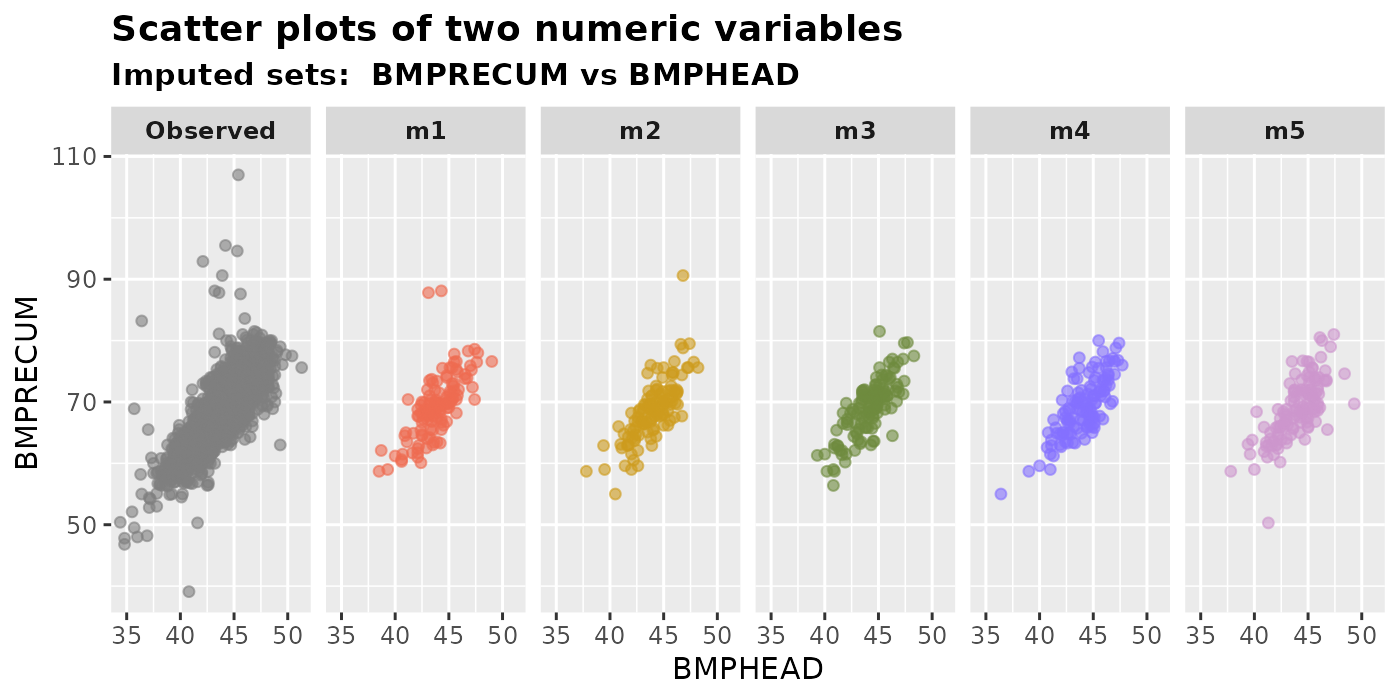 Scatter plots of two numeric variables
Imputed sets:  BMPRECUM vs BMPHEAD
Observed m1 m2 m3 m4 m5
110
90
70
50
BMPRECUM
35 40 45 50 35 40 45 50 35 40 45 50 35 40 45 50 35 40 45 50 35 40 45 50
BMPHEAD